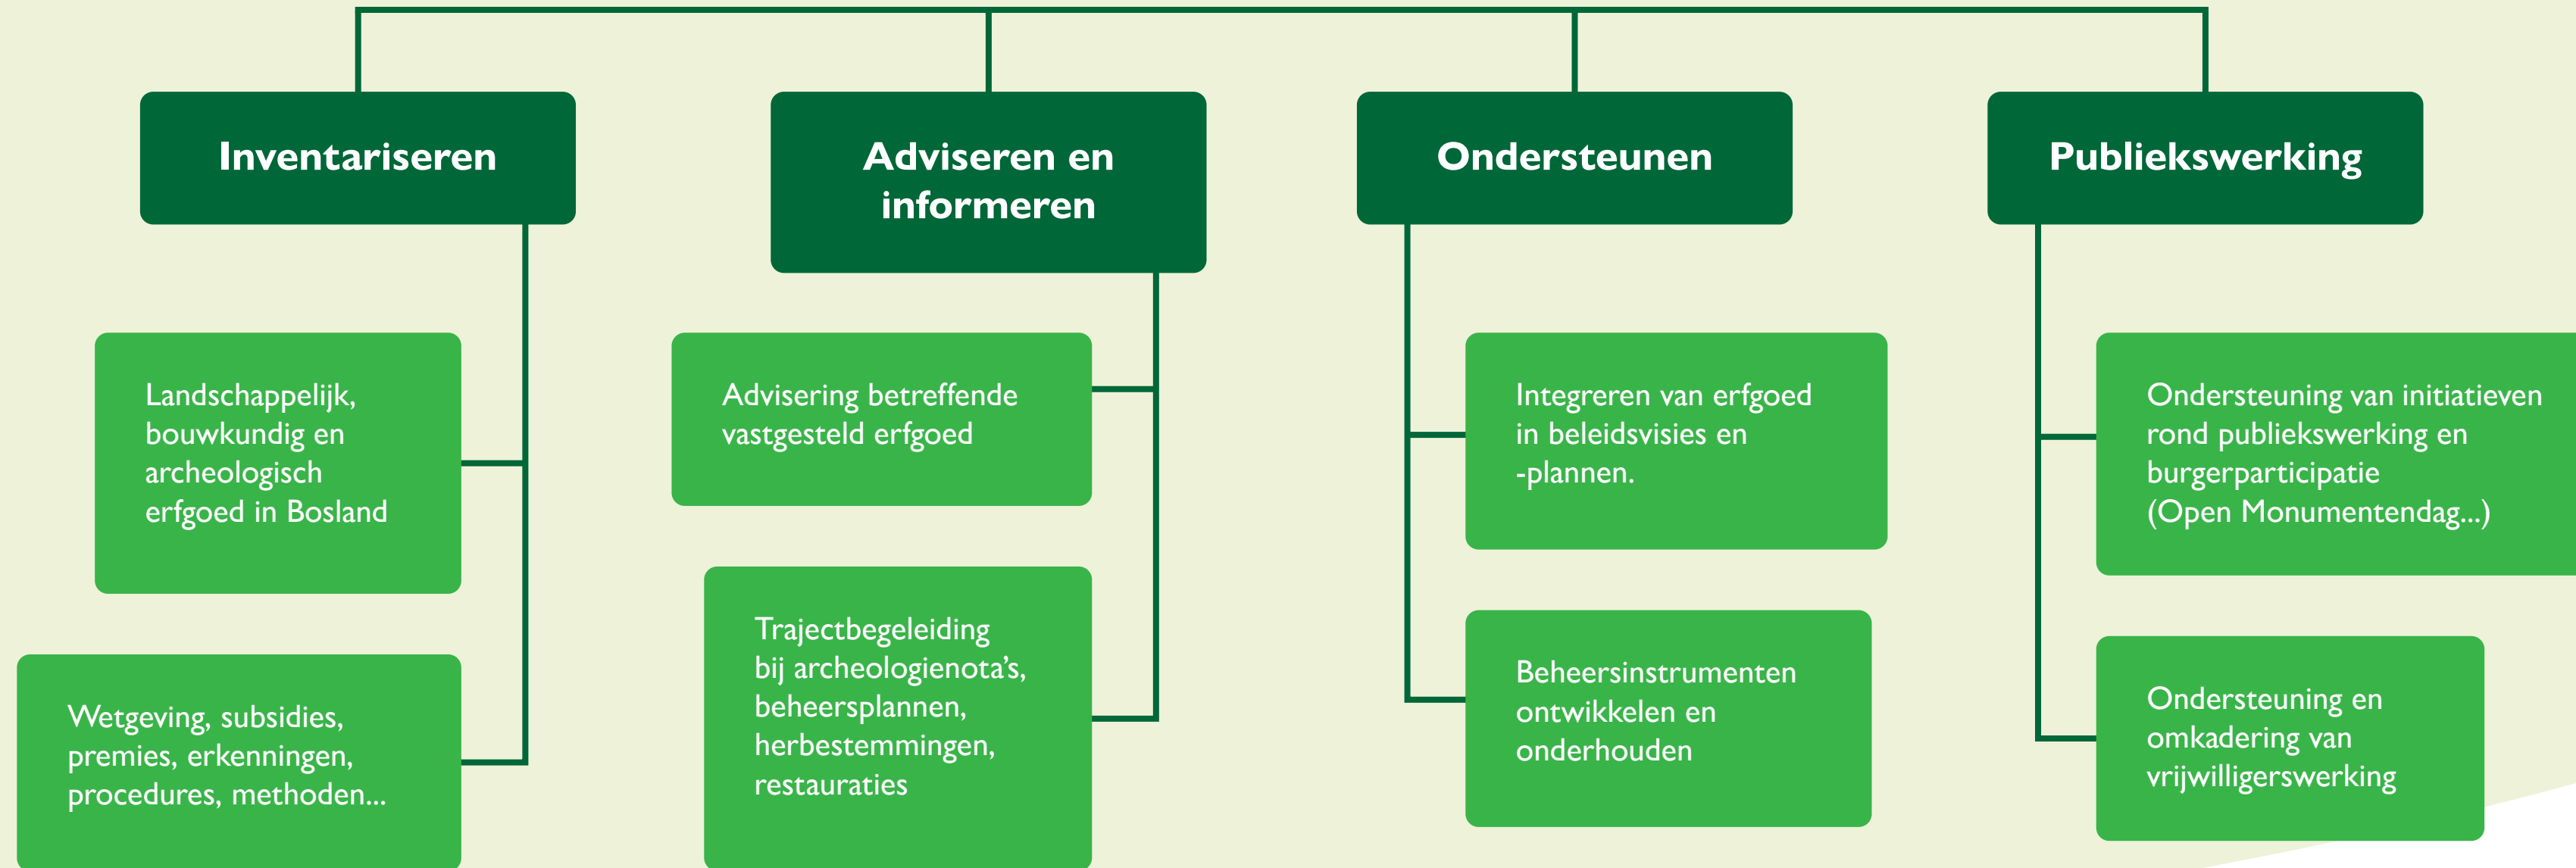 Inventariseren
Landschappelijk,
bouwkundig en
archeologisch
erfgoed in Bosland
Wetgeving, subsidies,
premies, erkenningen,
procedures, methoden...
Adviseren en
informeren
Advisering betreffende
vastgesteld erfgoed
Trajectbegeleiding
bij archeologienota’s,
beheersplannen,
herbestemmingen,
restauraties
Ondersteunen
Integreren van erfgoed
in beleidsvisies en
-plannen.
Beheersinstrumenten
ontwikkelen en
onderhouden
Publiekswerking
Ondersteuning van initiatieven
rond publiekswerking en
burgerparticipatie
(Open Monumentendag...)
Ondersteuning en
omkadering van
vrijwilligerswerking